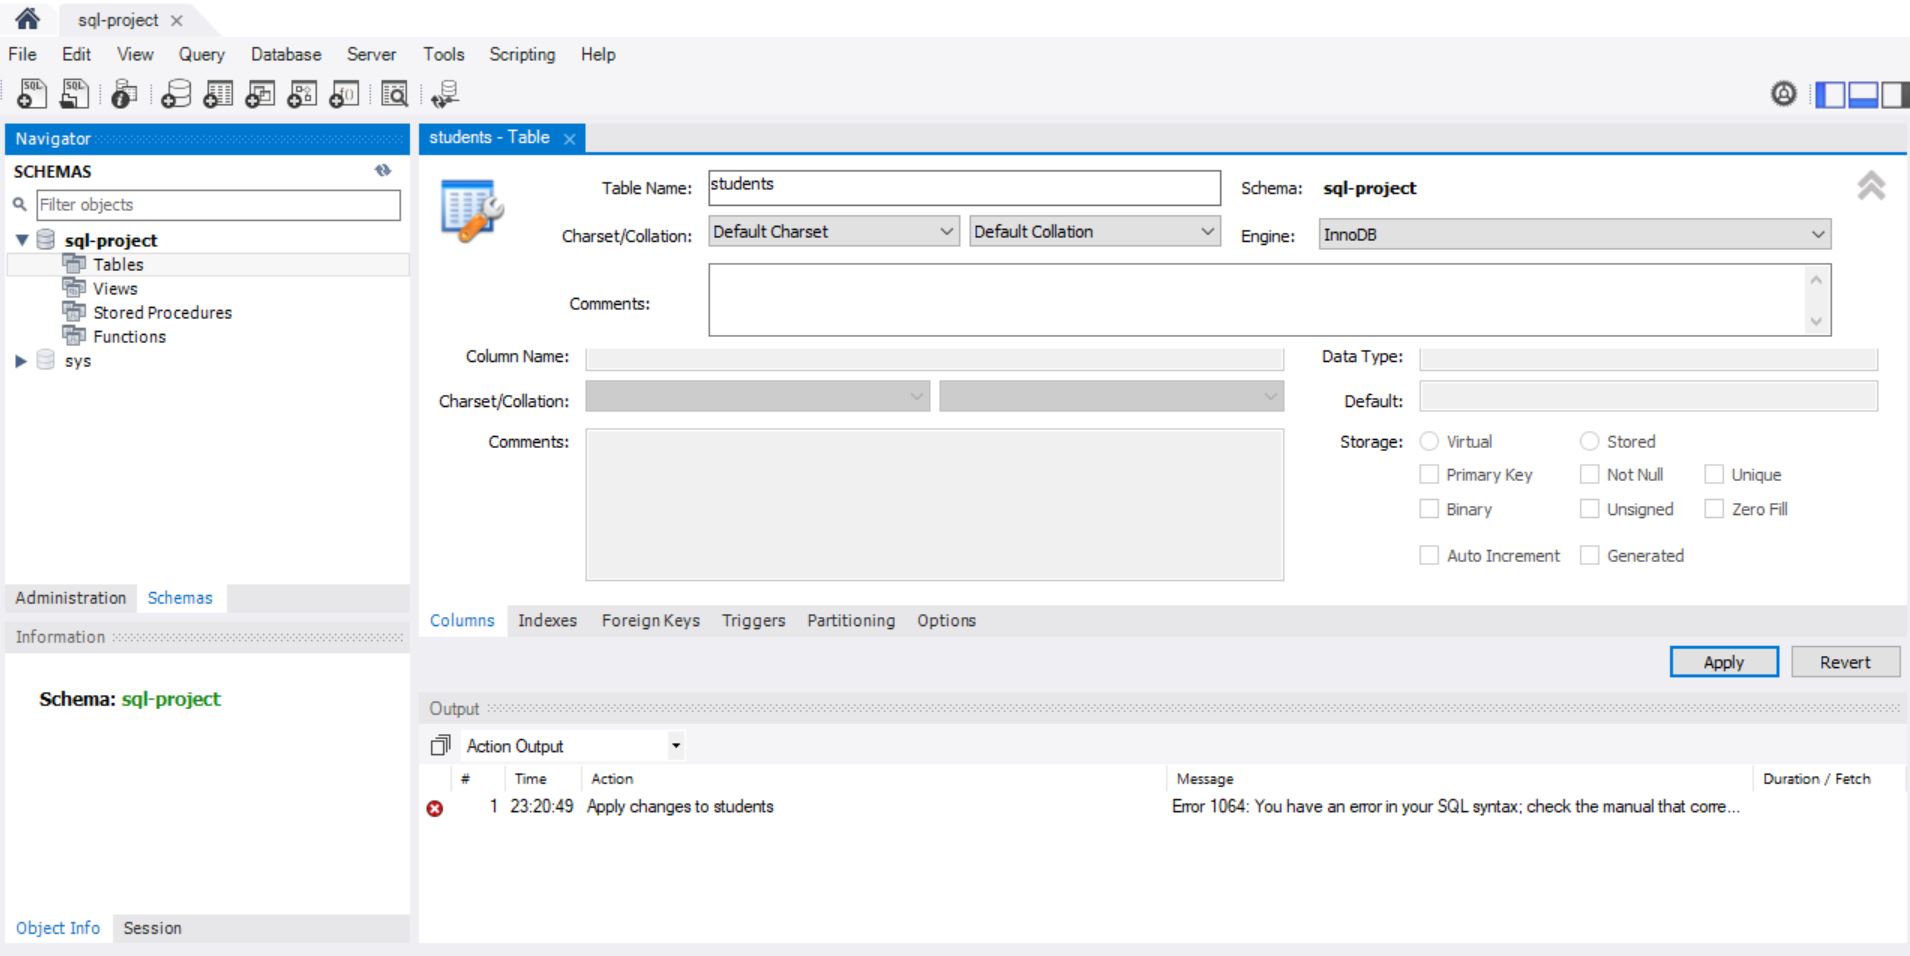 sql-project
File Edit View Query Database Server Tools Scripting Help
Navigator
SCHEMAS
Filter objects
sql-project
Tables
Views
Stored Procedures
Functions
sys
Administration Schemas
Information
Schema: sql-project
Object Info Session
students - Table
Table Name: students Schema: sql-project
Charset/Collation: Default Charset Default Collation Engine: InnoDB
Comments:
Column Name: Data Type:
Charset/Collation: Default:
Comments: Storage: Virtual Stored
Primary Key Not Null Unique
Binary Unsigned Zero Fill
Auto Increment Generated
Columns Indexes Foreign Keys Triggers Partitioning Options
Apply Revert
Output
Action Output
# Time Action Message Duration / Fetch
1 23:20:49 Apply changes to students Error 1064: You have an error in your SQL syntax; check the manual that corre...